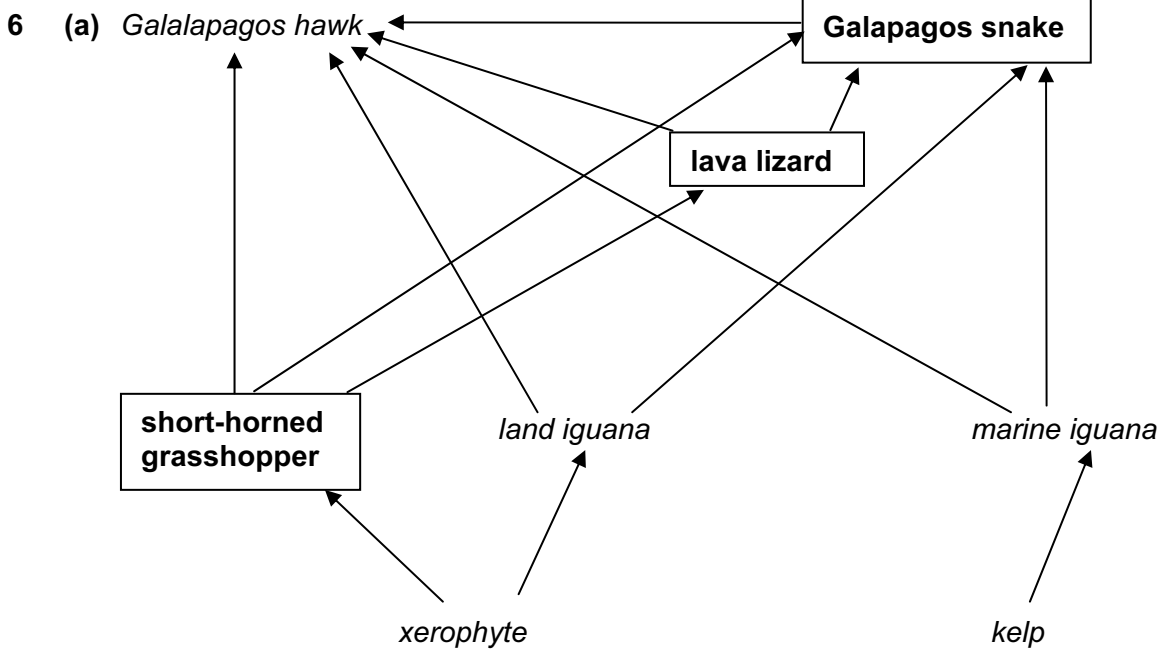 6 (a) Galalapagos hawk
Galapagos snake
lava lizard
short-horned
grasshopper
land iguana
marine iguana
xerophyte
kelp